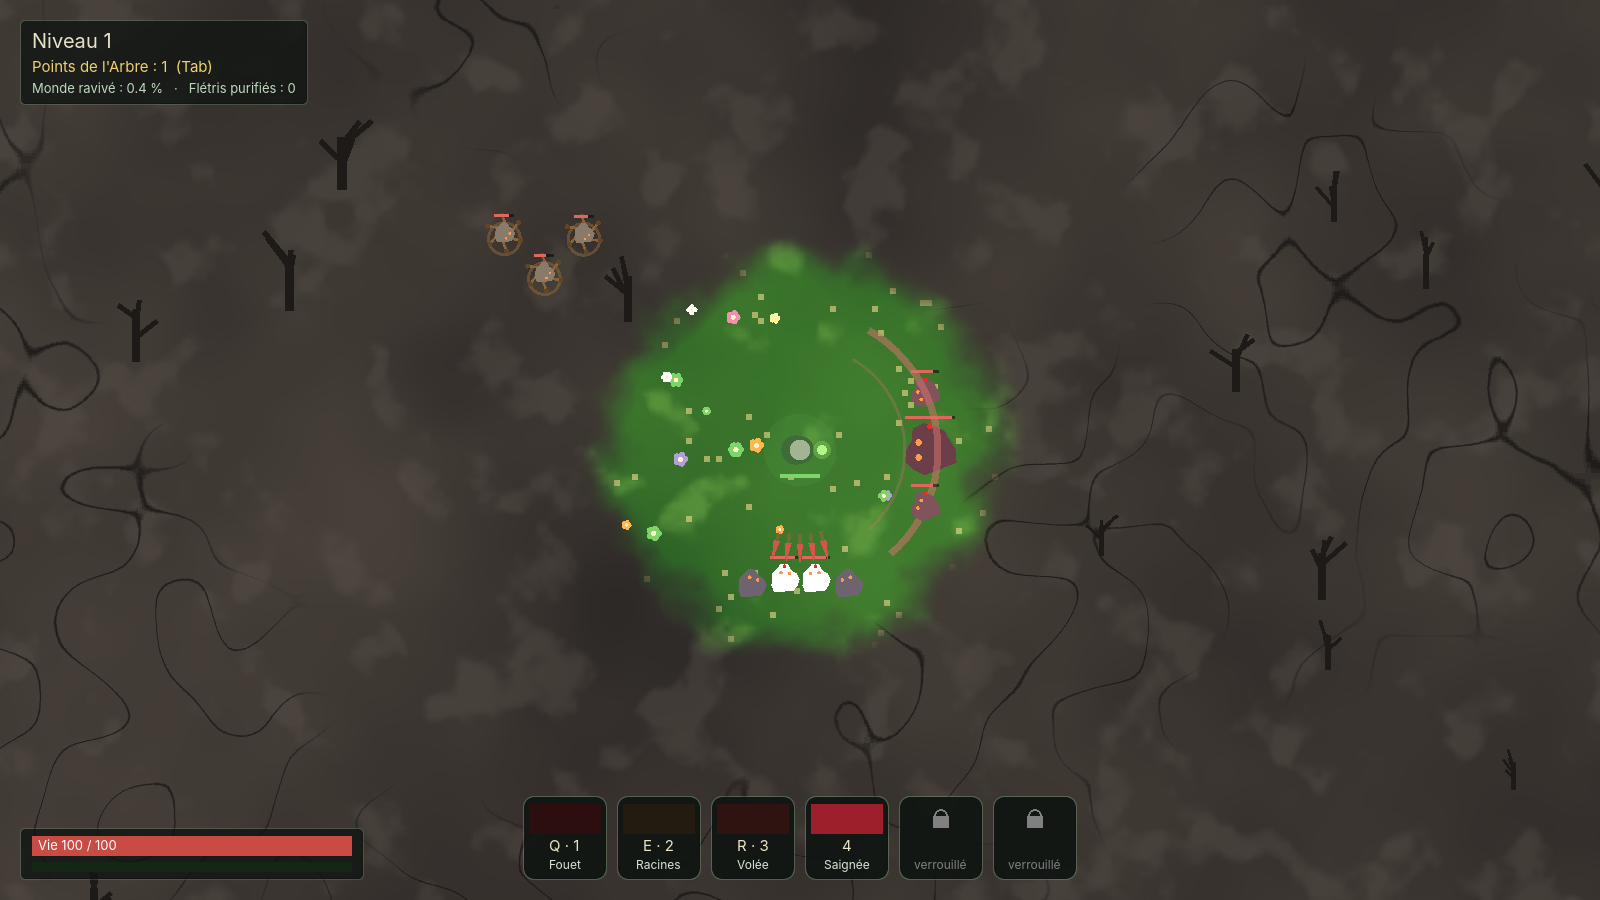 Niveau 1
Points de l'Arbre : 1 (Tab)
Monde ravivé : 0.4 % · Flétris purifiés : 0
Vie 100 / 100
Q · 1
Fouet
E · 2
Racines
R · 3
Volée
4
Saignée
verrouillé
verrouillé